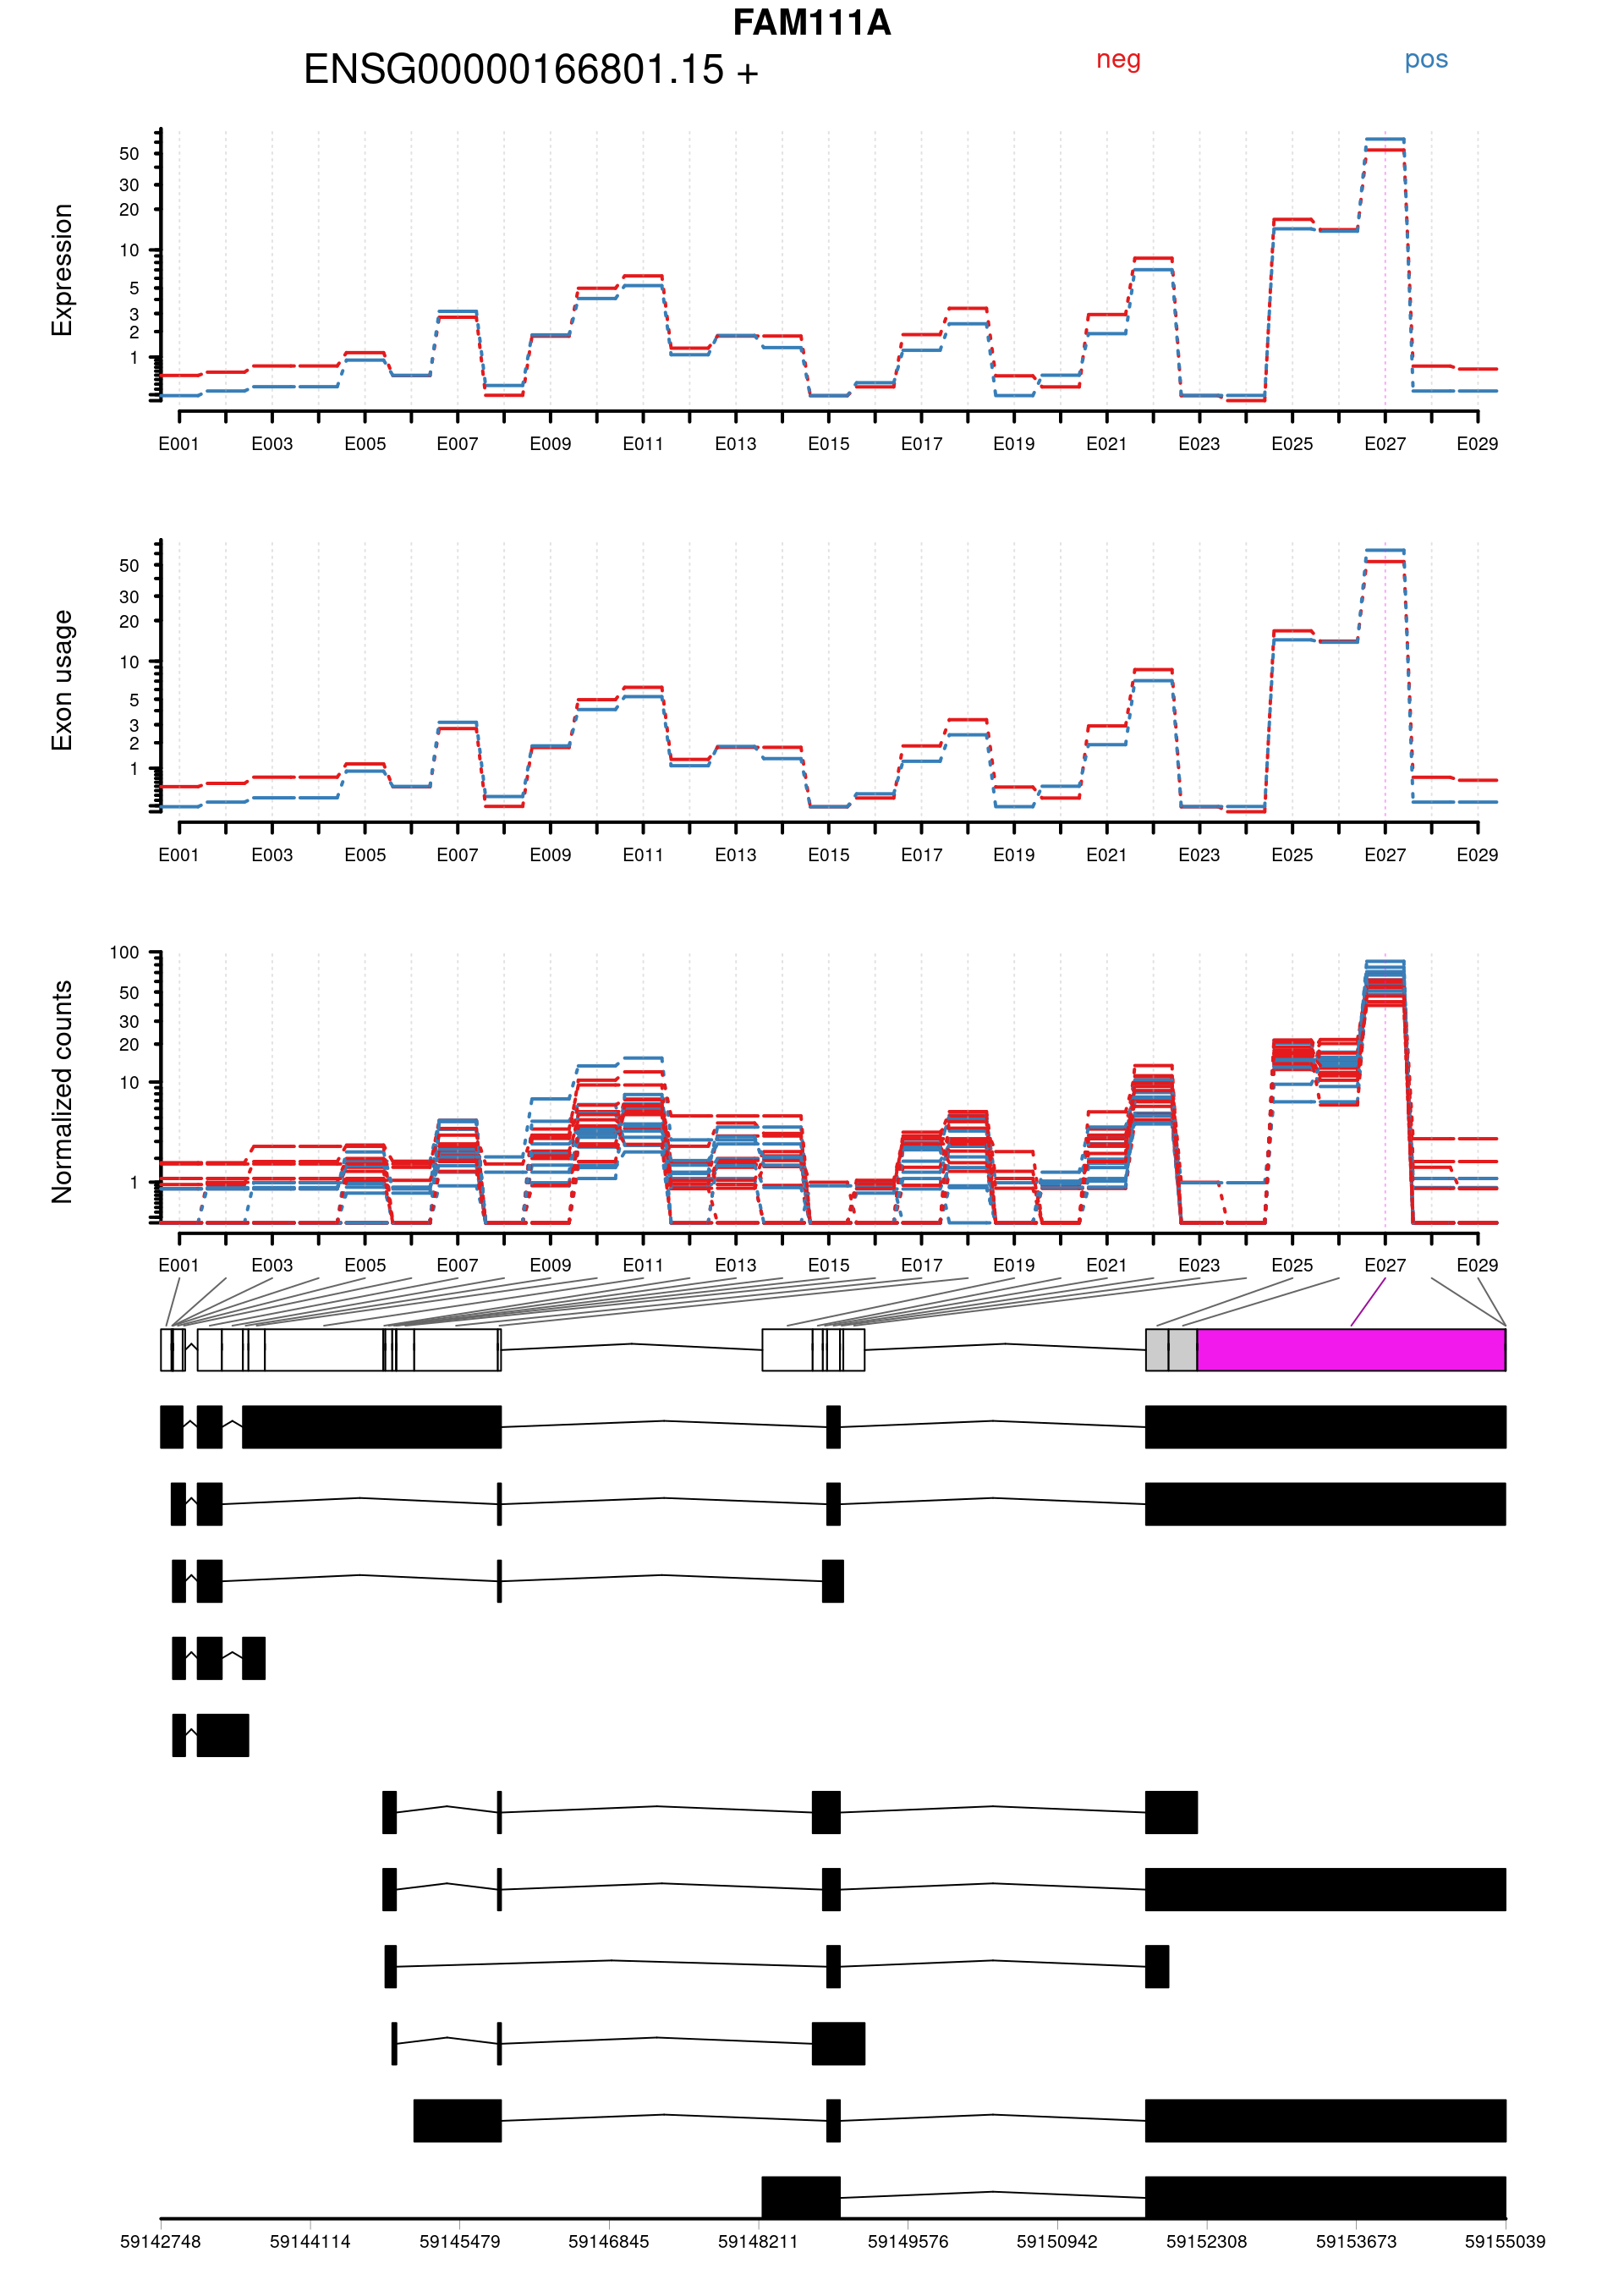 FAM111A
ENSG00000166801.15 + neg pos
Expression
50
30
20
10
5
3
2
1
E001 E003 E005 E007 E009 E011 E013 E015 E017 E019 E021 E023 E025 E027 E029
Exon usage
50
30
20
10
5
3
2
1
E001 E003 E005 E007 E009 E011 E013 E015 E017 E019 E021 E023 E025 E027 E029
Normalized counts
100
50
30
20
10
1
E001 E003 E005 E007 E009 E011 E013 E015 E017 E019 E021 E023 E025 E027 E029
59142748 59144114 59145479 59146845 59148211 59149576 59150942 59152308 59153673 59155039